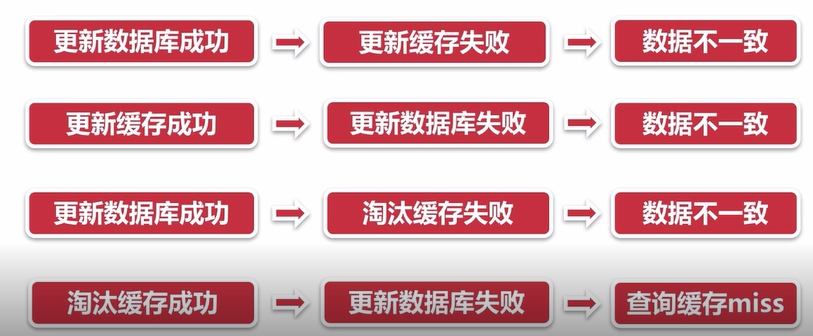 更新数据库成功 更新缓存失败 数据不一致
更新缓存成功 更新数据库失败 数据不一致
更新数据库成功 淘汰缓存失败 数据不一致
淘汰缓存成功 更新数据库失败 查询缓存miss